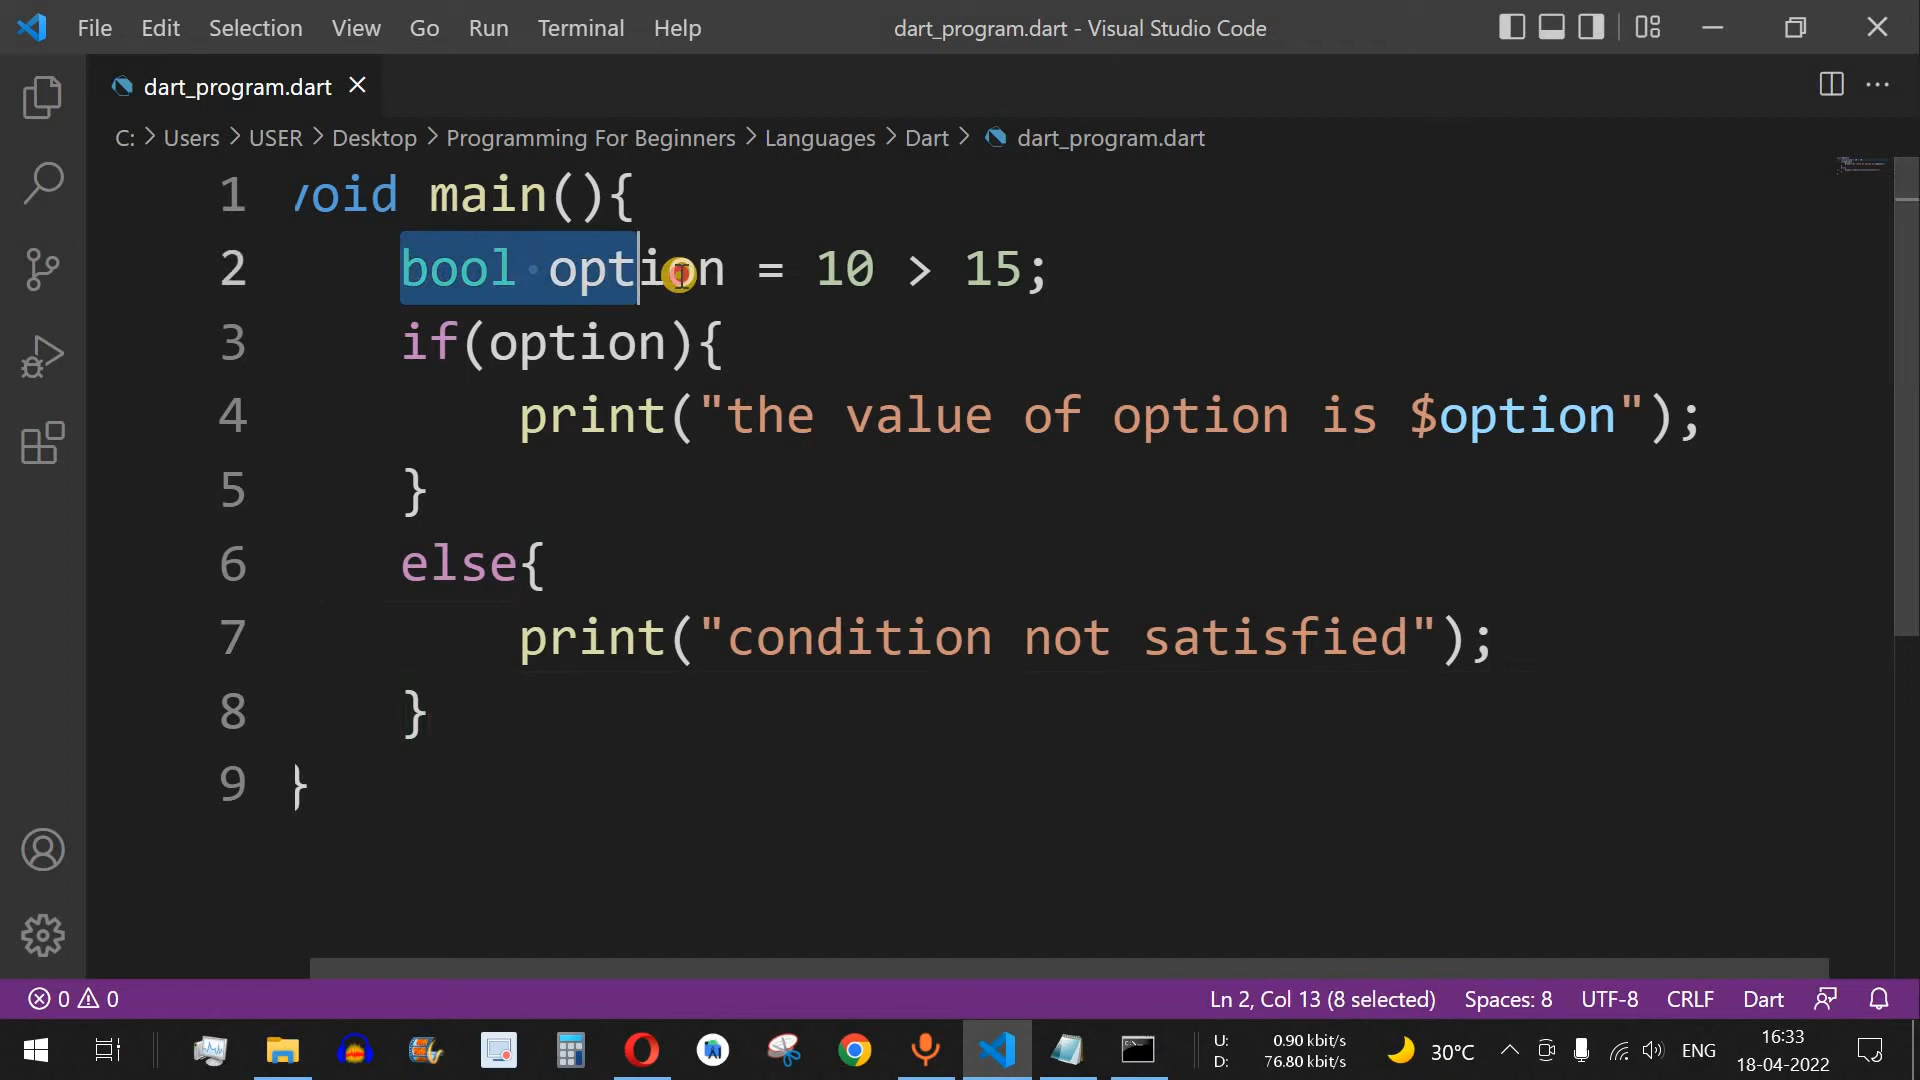 File Edit Selection View Go Run Terminal Help dart_program.dart - Visual Studio Code
dart_program.dart
C: > Users > USER > Desktop > Programming For Beginners > Languages > Dart > dart_program.dart
1 void main(){
2 bool option = 10 > 15;
3 if(option){
4 print("the value of option is $option");
5 }
6 else{
7 print("condition not satisfied");
8 }
9 }
0 0 Ln 2, Col 13 (8 selected) Spaces: 8 UTF-8 CRLF Dart
U: 0.90 kbit/s
D: 76.80 kbit/s
30°C
ENG
16:33
18-04-2022